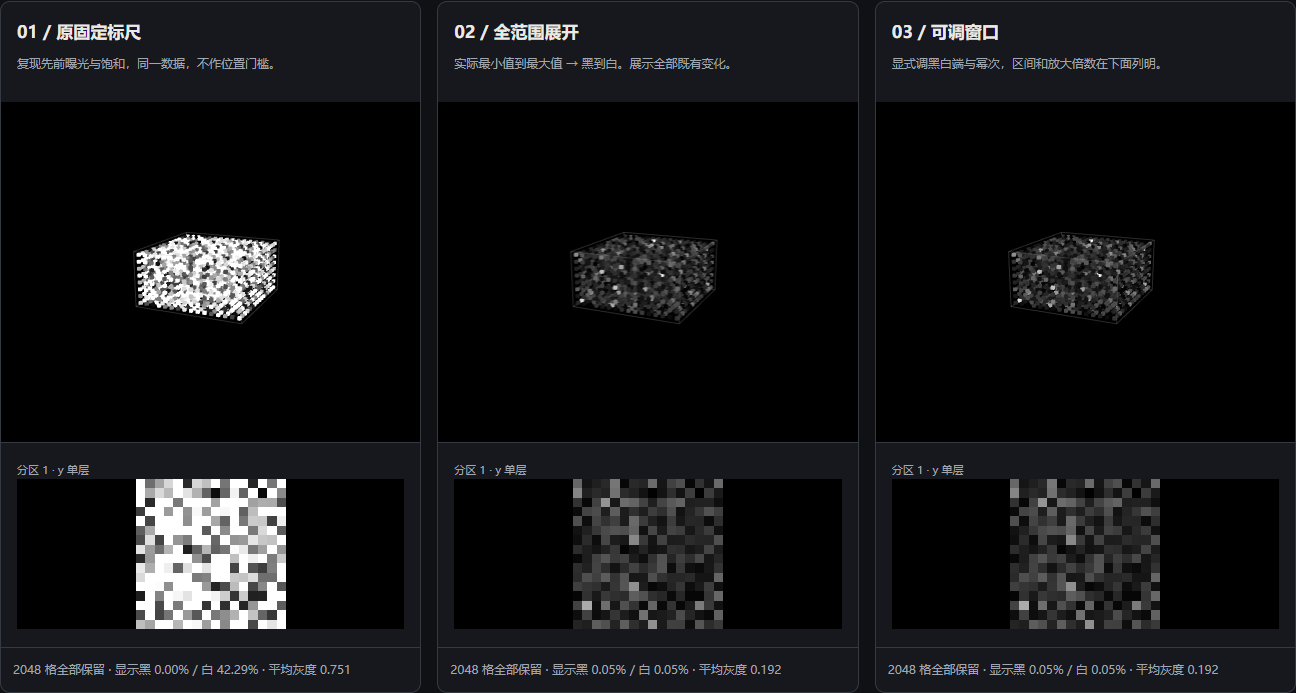 01 / 原固定标尺
复现先前曝光与饱和，同一数据，不作位置门槛。
分区 1 · y 单层
2048 格全部保留 · 显示黑 0.00% / 白 42.29% · 平均灰度 0.751
02 / 全范围展开
实际最小值到最大值 → 黑到白。展示全部既有变化。
分区 1 · y 单层
2048 格全部保留 · 显示黑 0.05% / 白 0.05% · 平均灰度 0.192
03 / 可调窗口
显式调黑白端与幂次，区间和放大倍数在下面列明。
分区 1 · y 单层
2048 格全部保留 · 显示黑 0.05% / 白 0.05% · 平均灰度 0.192